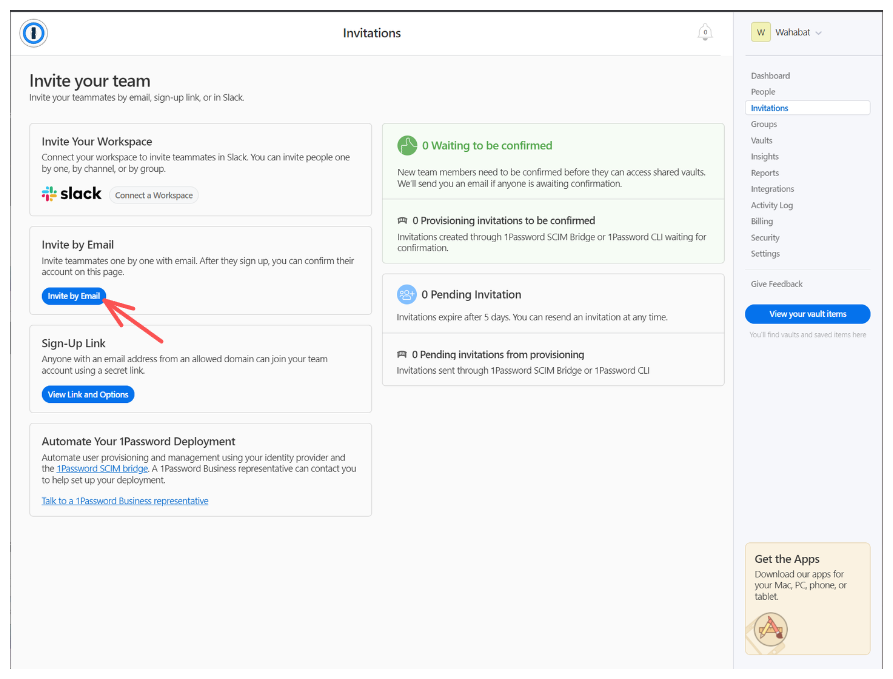 Invitations
0
W
Wahabat
Invite your team
Invite your teammates by email, sign-up link, or in Slack.
Invite Your Workspace
Connect your workspace to invite teammates in Slack. You can invite people one
by one, by channel, or by group.
slack
Connect a Workspace
Invite by Email
Invite teammates one by one with email. After they sign up, you can confirm their
account on this page.
Invite by Email
Sign-Up Link
Anyone with an email address from an allowed domain can join your team
account using a secret link.
View Link and Options
Automate Your 1Password Deployment
Automate user provisioning and management using your identity provider and
the 1Password SCIM bridge. A 1Password Business representative can contact you
to help set up your deployment.
Talk to a 1Password Business representative
0 Waiting to be confirmed
New team members need to be confirmed before they can access shared vaults.
We'll send you an email if anyone is awaiting confirmation.
0 Provisioning invitations to be confirmed
Invitations created through 1Password SCIM Bridge or 1Password CLI waiting for
confirmation.
0 Pending Invitation
Invitations expire after 5 days. You can resend an invitation at any time.
0 Pending invitations from provisioning
Invitations sent through 1Password SCIM Bridge or 1Password CLI
Dashboard
People
Invitations
Groups
Vaults
Insights
Reports
Integrations
Activity Log
Billing
Security
Settings
Give Feedback
View your vault items
You'll find vaults and saved items here
Get the Apps
Download our apps for
your Mac, PC, phone, or
tablet.